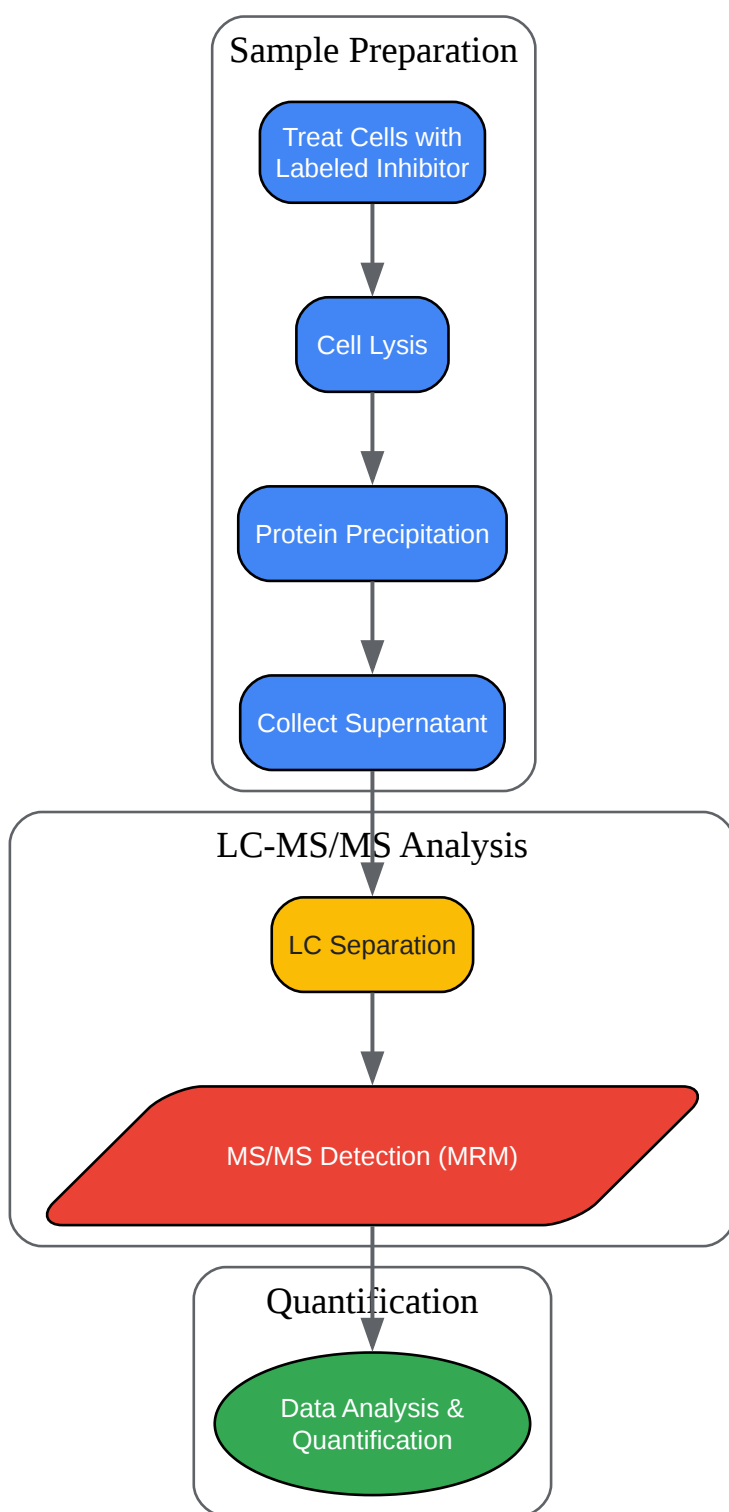 Sample Preparation
Treat Cells with
Labeled Inhibitor
Cell Lysis
Protein Precipitation
Collect Supernatant
LC-MS/MS Analysis
LC Separation
MS/MS Detection (MRM)
Quantification
Data Analysis &
Quantification